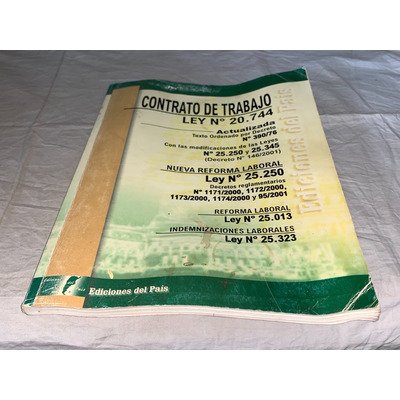 CONTRATO DE TRABAJO
LEY Nº 20.744
Actualizada
Texto Ordenado por Decreto
Nº 390/76
Con las modificaciones de las Leyes
Nº 25.250 y 25.345
(Decreto Nº 146/2001)
NUEVA REFORMA LABORAL
Ley Nº 25.250
Decretos reglamentarios
Nº 1171/2000, 1172/2000,
1173/2000, 1174/2000 y 95/2001
REFORMA LABORAL
Ley Nº 25.013
INDEMNIZACIONES LABORALES
Ley Nº 25.323
Ediciones del País
Ediciones del País